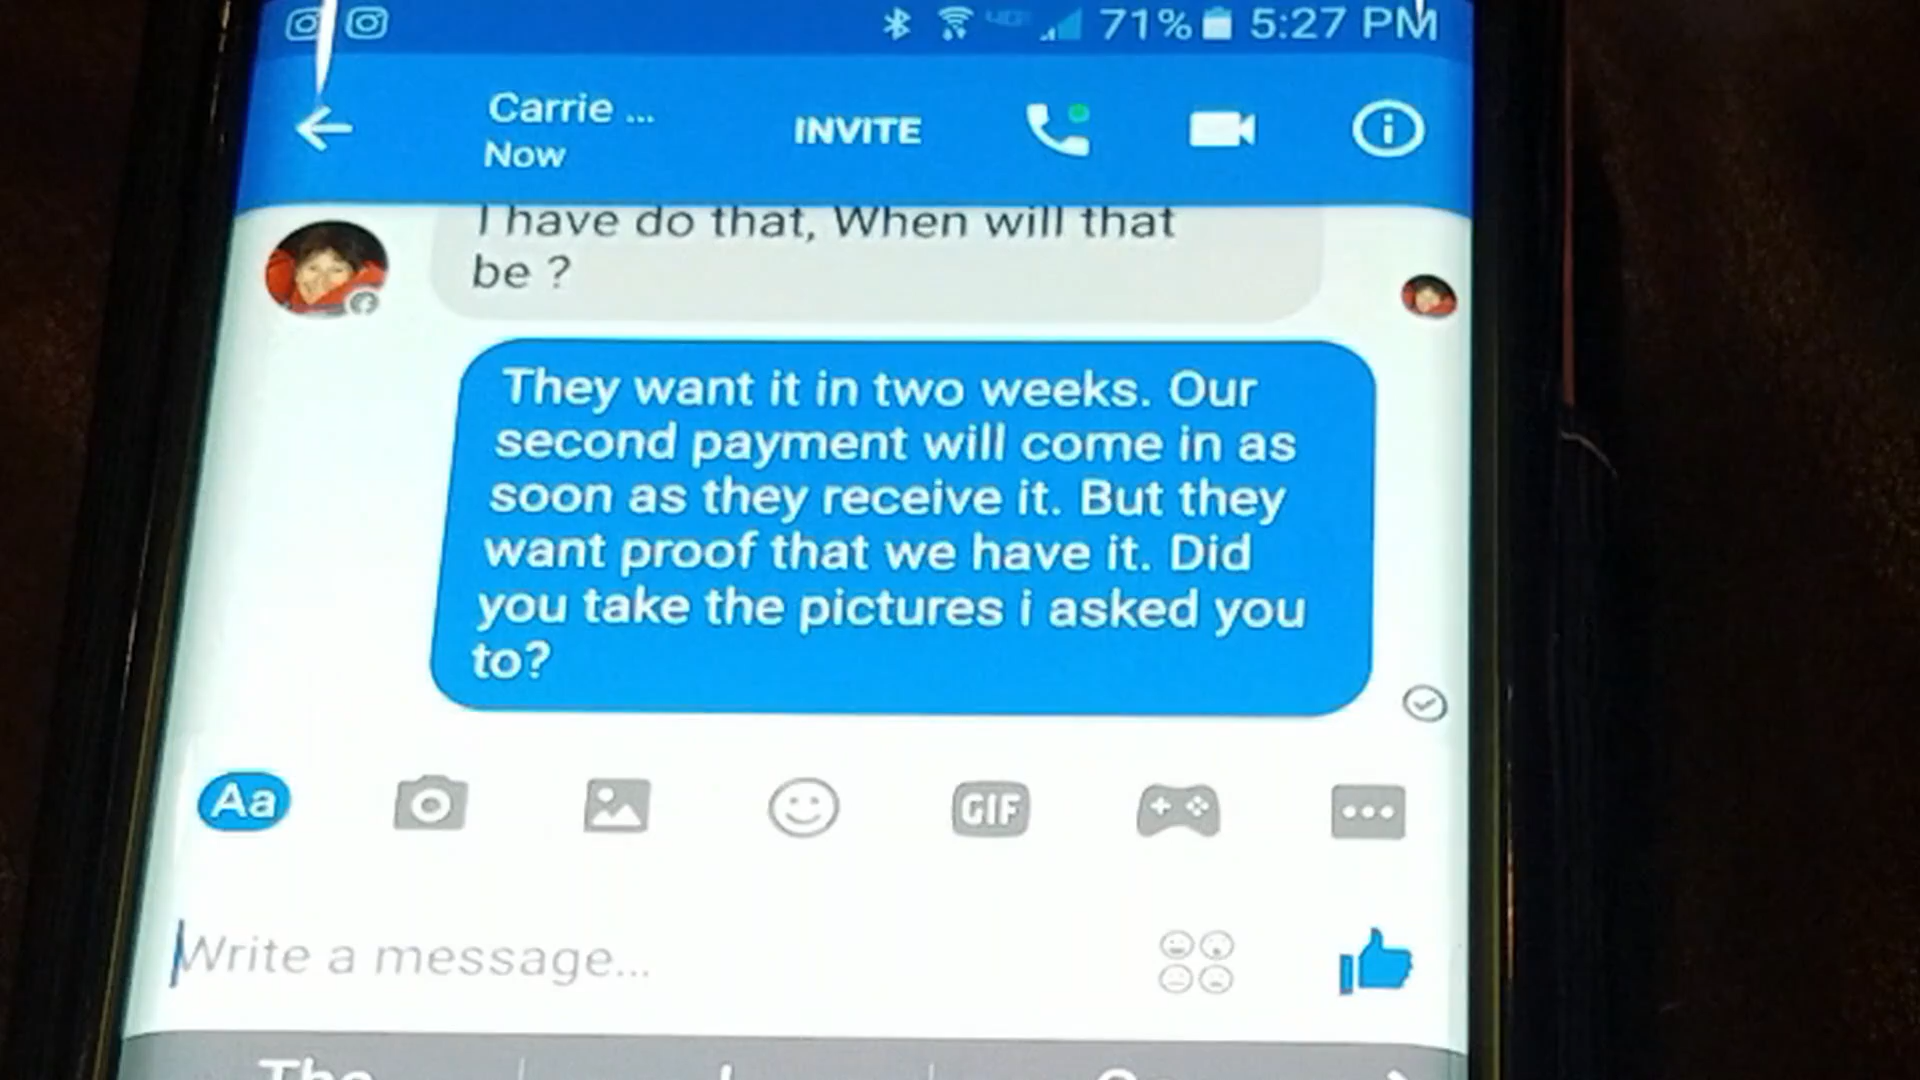 71% 5:27 PM
Carrie ...
Now
INVITE
I have do that, When will that
be ?
They want it in two weeks. Our
second payment will come in as
soon as they receive it. But they
want proof that we have it. Did
you take the pictures i asked you
to?
Aa
GIF
Write a message...
The